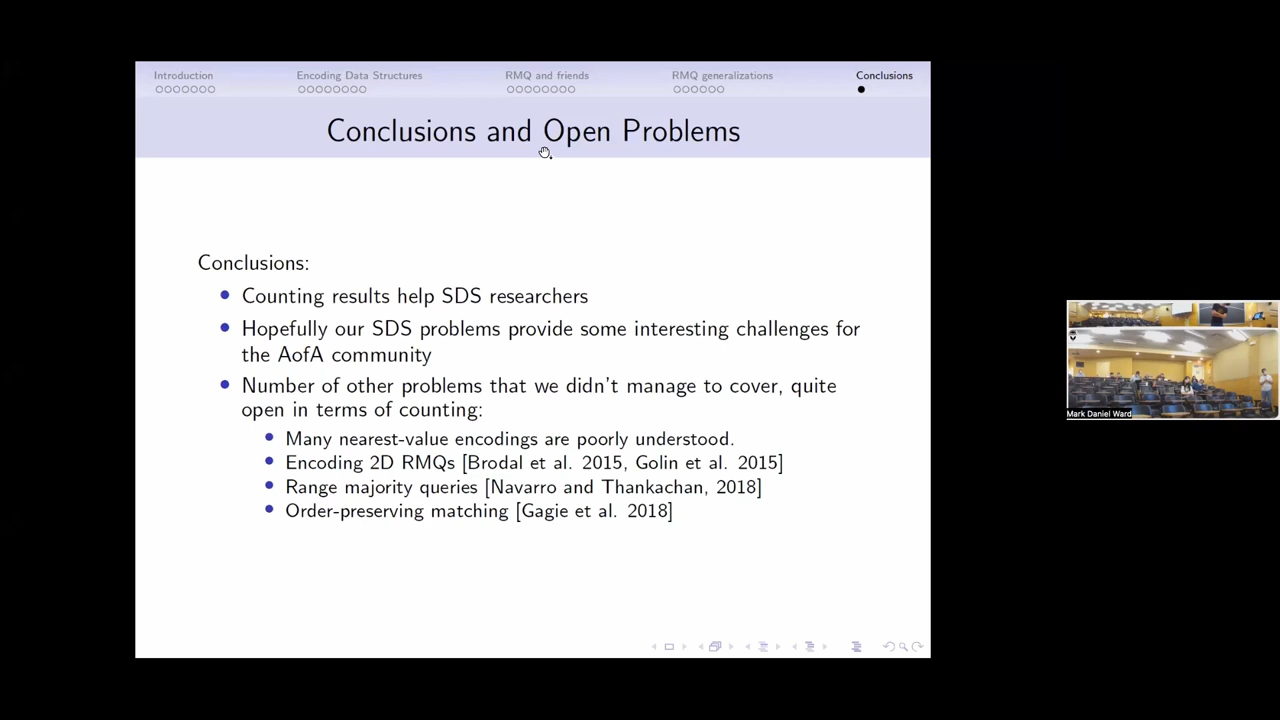 Introduction
Encoding Data Structures
RMQ and friends
RMQ generalizations
Conclusions
Conclusions and Open Problems
Conclusions:
Counting results help SDS researchers
Hopefully our SDS problems provide some interesting challenges for
the AofA community
Number of other problems that we didn't manage to cover, quite
open in terms of counting:
Many nearest-value encodings are poorly understood.
Encoding 2D RMQs [Brodal et al. 2015, Golin et al. 2015]
Range majority queries [Navarro and Thankachan, 2018]
Order-preserving matching [Gagie et al. 2018]
Mark Daniel Ward